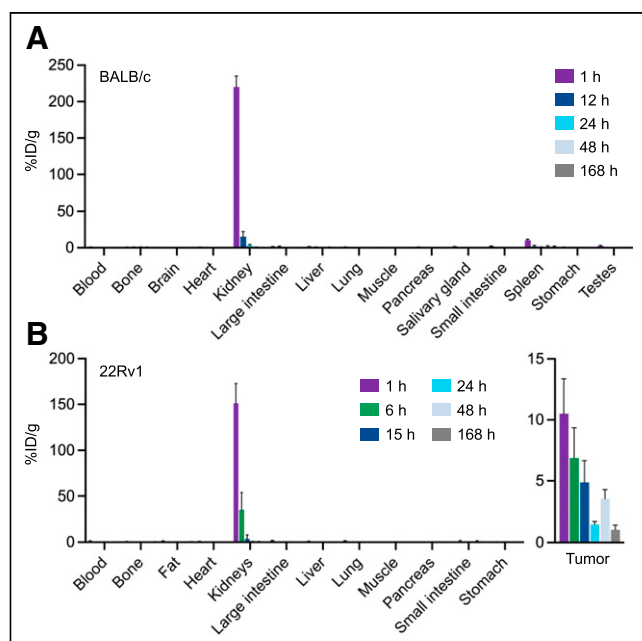 A
BALB/c
%ID/g
250
200
150
100
50
0
1 h
12 h
24 h
48 h
168 h
Blood
Bone
Brain
Heart
Kidney
Large intestine
Liver
Lung
Muscle
Pancreas
Salivary gland
Small intestine
Spleen
Stomach
Testes
B
22Rv1
%ID/g
200
150
100
50
0
1 h
24 h
6 h
48 h
15 h
168 h
Blood
Bone
Fat
Heart
Kidneys
Large intestine
Liver
Lung
Muscle
Pancreas
Small intestine
Stomach
15
10
5
0
Tumor